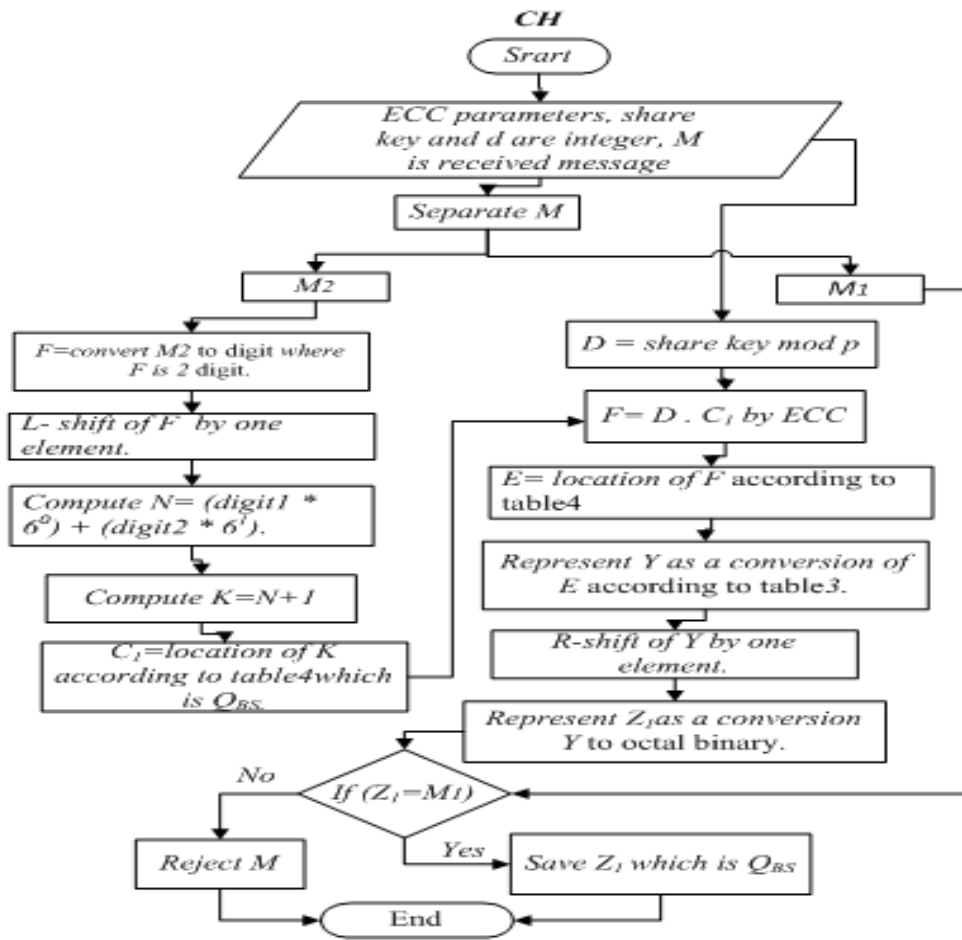 CH
Srart
ECC parameters, share
key and d are integer, M
is received message
Separate M
M2
M1
F=convert M2 to digit where
F is 2 digit.
D = share key mod p
L- shift of F by one
element.
F= D . C₁ by ECC
Compute N= (digit1 *
6⁰) + (digit2 * 6¹).
E= location of F according to
table4
Compute K=N+1
Represent Y as a conversion of
E according to table3.
C₁=location of K
according to table4which
is Q_BS.
R-shift of Y by one
element.
Represent Z₁as a conversion
Y to octal binary.
If (Z₁=M1)
No
Yes
Reject M
Save Z₁ which is Q_BS
End